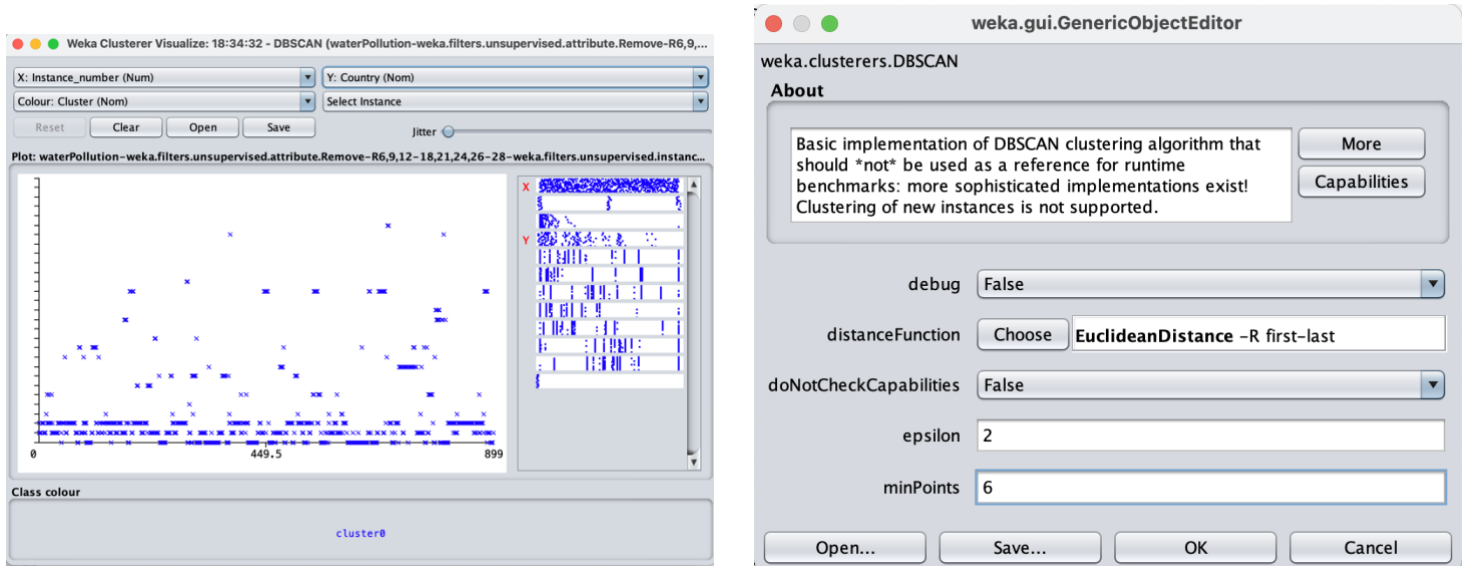 Weka Clusterer Visualize: 18:34:32 - DBSCAN (waterPollution-weka.filters.unsupervised.attribute.Remove-R6,9,...
X: Instance_number (Num)
Y: Country (Nom)
Colour: Cluster (Nom)
Select Instance
Reset
Clear
Open
Save
Jitter
Plot: waterPollution-weka.filters.unsupervised.attribute.Remove-R6,9,12-18,21,24,26-28-weka.filters.unsupervised.instanc...
X
Y
0
449.5
899
Class colour
cluster0
weka.gui.GenericObjectEditor
weka.clusterers.DBSCAN
About
Basic implementation of DBSCAN clustering algorithm that
should *not* be used as a reference for runtime
benchmarks: more sophisticated implementations exist!
Clustering of new instances is not supported.
More
Capabilities
debug
False
distanceFunction
Choose
EuclideanDistance -R first-last
doNotCheckCapabilities
False
epsilon
2
minPoints
6
Open...
Save...
OK
Cancel